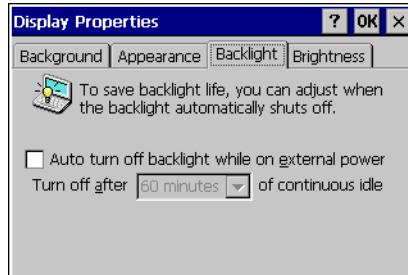 Display Properties ? OK ×
Background Appearance Backlight Brightness
To save backlight life, you can adjust when
the backlight automatically shuts off.
Auto turn off backlight while on external power
Turn off after 60 minutes of continuous idle